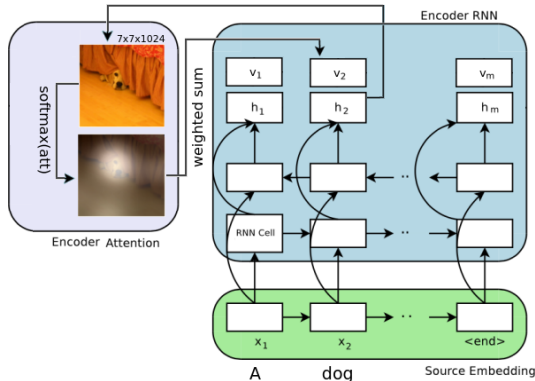 Encoder RNN
7x7x1024
v1
v2
vm
h1
h2
hm
softmax(att)
weighted sum
RNN Cell
Encoder Attention
x1
x2
<end>
Source Embedding
A
dog